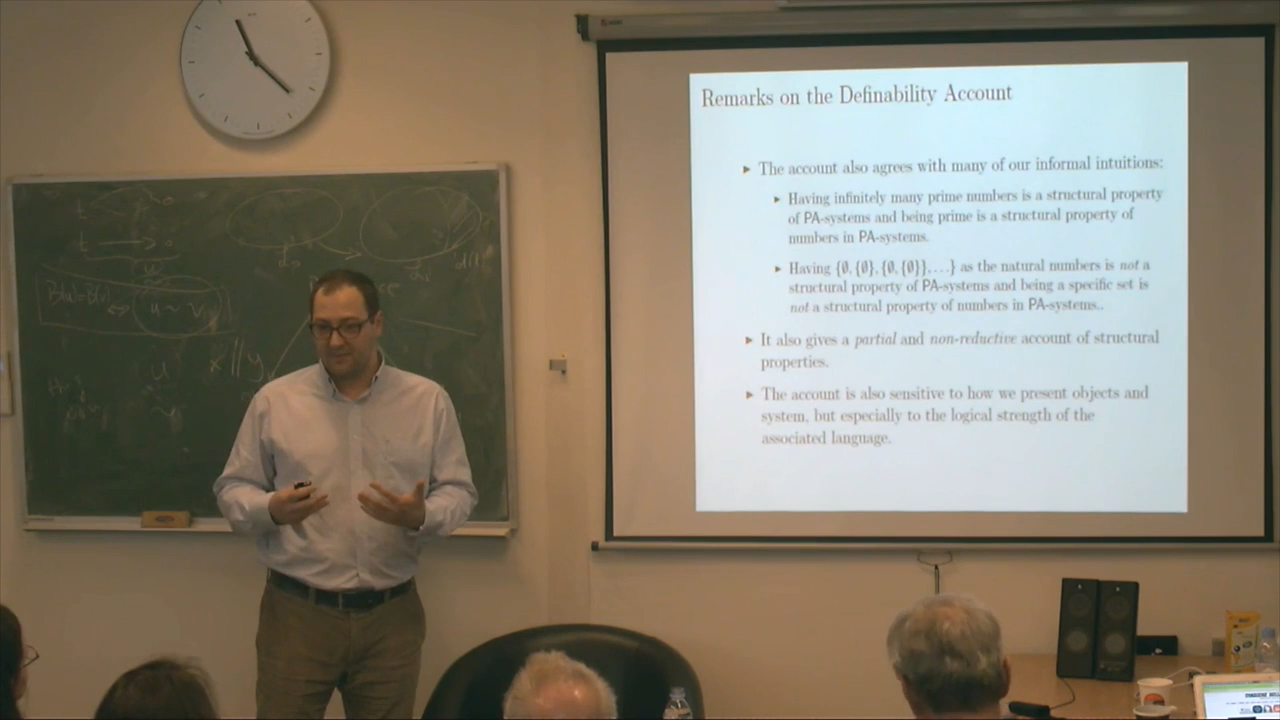 Remarks on the Definability Account
▸ The account also agrees with many of our informal intuitions:
▸ Having infinitely many prime numbers is a structural property
of PA-systems and being prime is a structural property of
numbers in PA-systems.
▸ Having {∅, {∅}, {∅, {∅}}, . . .} as the natural numbers is not a
structural property of PA-systems and being a specific set is
not a structural property of numbers in PA-systems..
▸ It also gives a partial and non-reductive account of structural
properties.
▸ The account is also sensitive to how we present objects and
system, but especially to the logical strength of the
associated language.
x // y
u ~ v